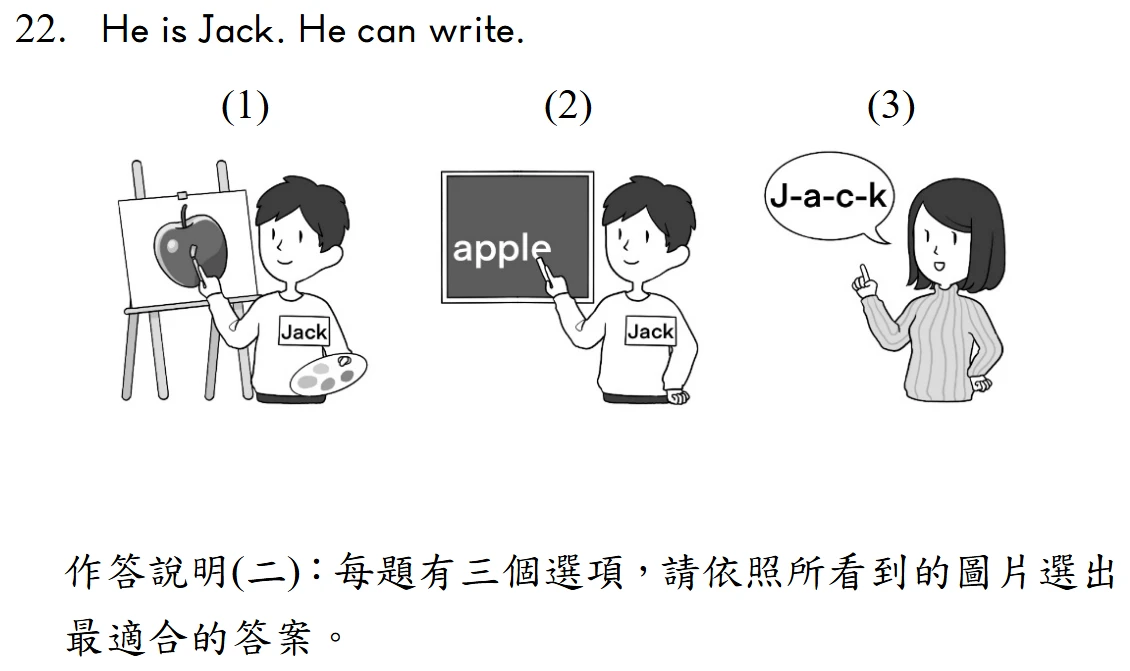 22. He is Jack. He can write.
(1) (2) (3)
J-a-c-k
apple
Jack Jack
作答說明(二)：每題有三個選項，請依照所看到的圖片選出
最適合的答案。